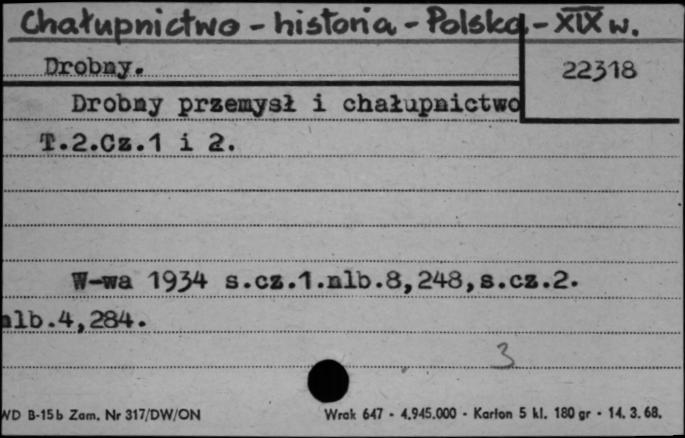 Chałupnictwo - historia - Polska - XIX w.
Drobny.
22318
Drobny przemysł i chałupnictwo
T.2.Cz.1 i 2.
W-wa 1934 s.cz.1.nlb.8,248,s.cz.2.
nlb.4,284.
3
WD B-15b Zam. Nr 317/DW/ON
Wrak 647 - 4.945.000 - Karton 5 kl. 180 gr - 14. 3. 68.